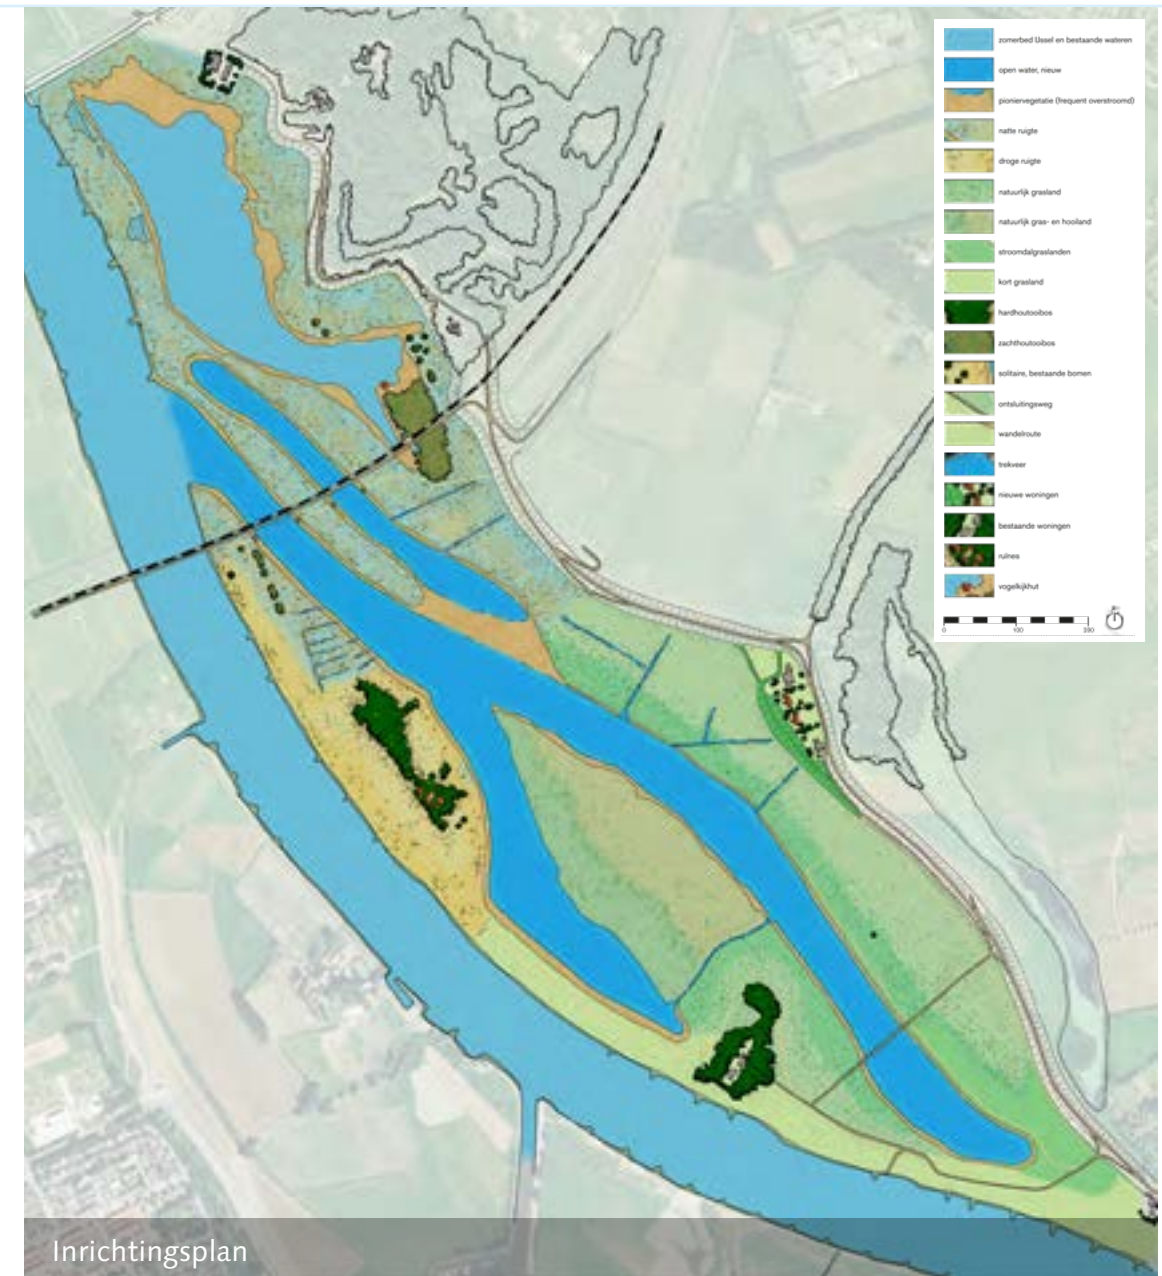 zomerbed IJssel en bestaande wateren
open water, nieuw
pioniervegetatie (frequent overstroomd)
natte ruigte
droge ruigte
natuurlijk grasland
natuurlijk gras- en hooiland
stroomdalgraslanden
kort grasland
hardhoutooibos
zachthoutooibos
solitaire, bestaande bomen
ontsluitingsweg
wandelroute
trekveer
nieuwe woningen
bestaande woningen
ruïnes
vogelkijkhut
0 100
Inrichtingsplan